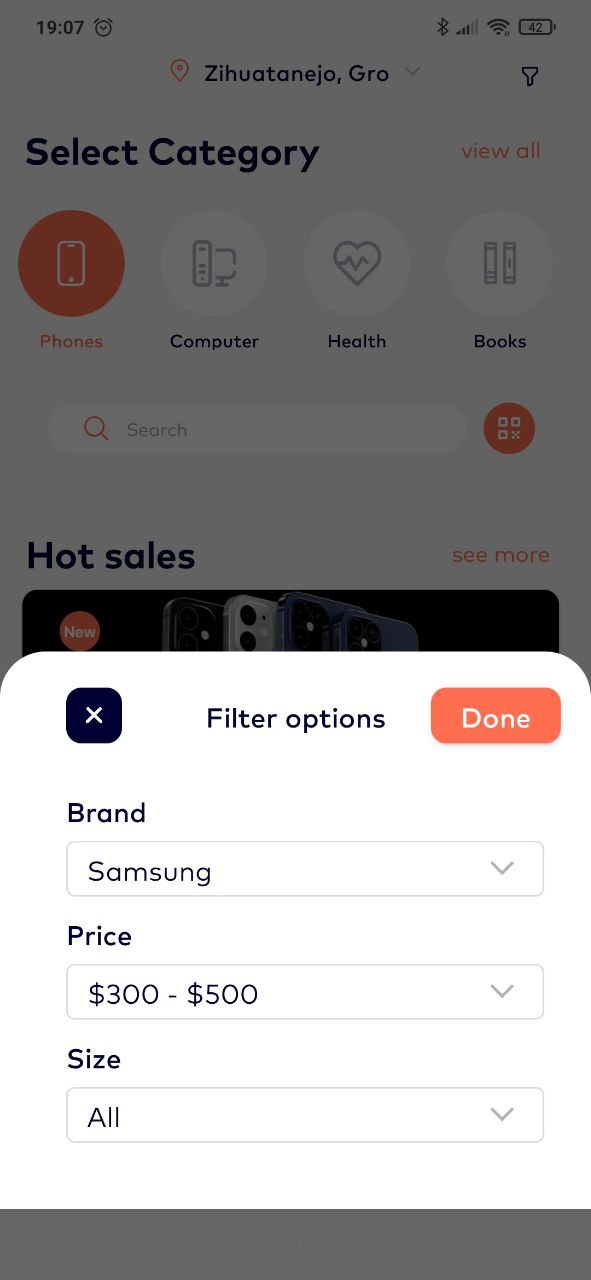 19:07 42
Zihuatanejo, Gro
Select Category view all
Phones Computer Health Books
Search
Hot sales see more
New
Filter options Done
Brand
Samsung
Price
$300 - $500
Size
All